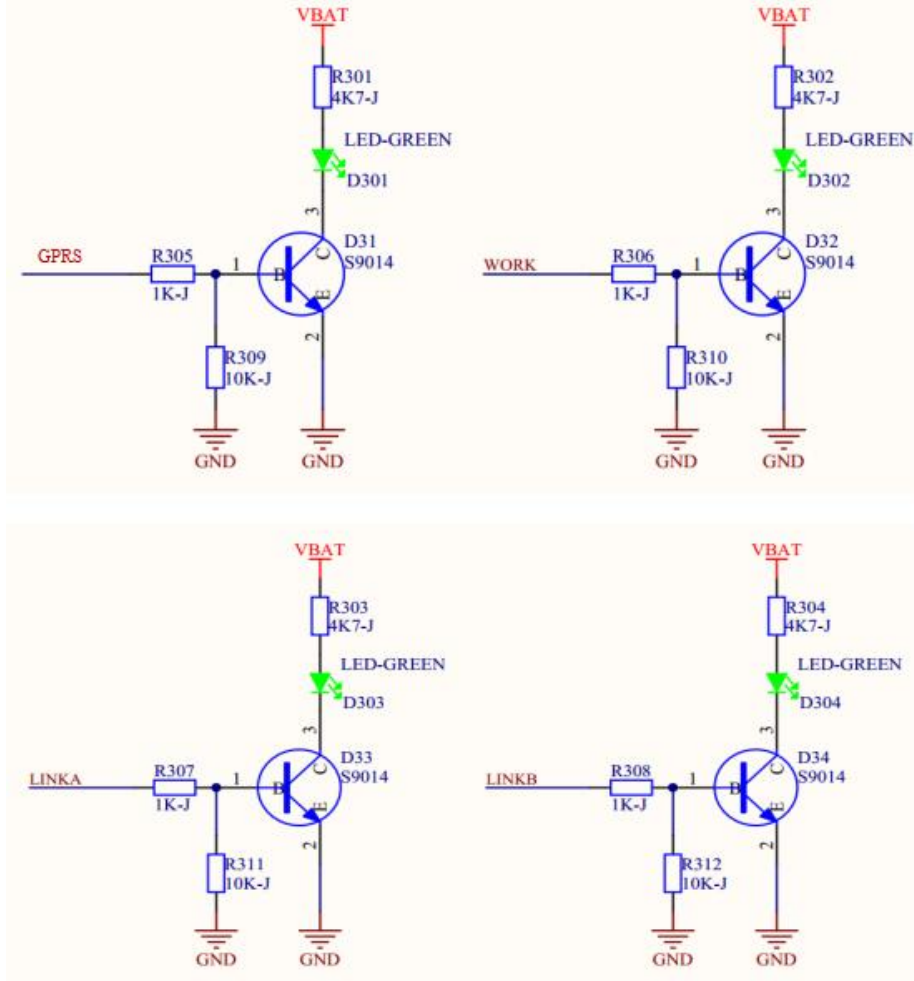 VBAT
R301
4K7-J
LED-GREEN
D301
3
GPRS
R305
1K-J
1
B
C
E
D31
S9014
2
R309
10K-J
GND
GND
VBAT
R302
4K7-J
LED-GREEN
D302
3
WORK
R306
1K-J
1
B
C
E
D32
S9014
2
R310
10K-J
GND
GND
VBAT
R303
4K7-J
LED-GREEN
D303
3
LINKA
R307
1K-J
1
B
C
E
D33
S9014
2
R311
10K-J
GND
GND
VBAT
R304
4K7-J
LED-GREEN
D304
3
LINKB
R308
1K-J
1
B
C
E
D34
S9014
2
R312
10K-J
GND
GND